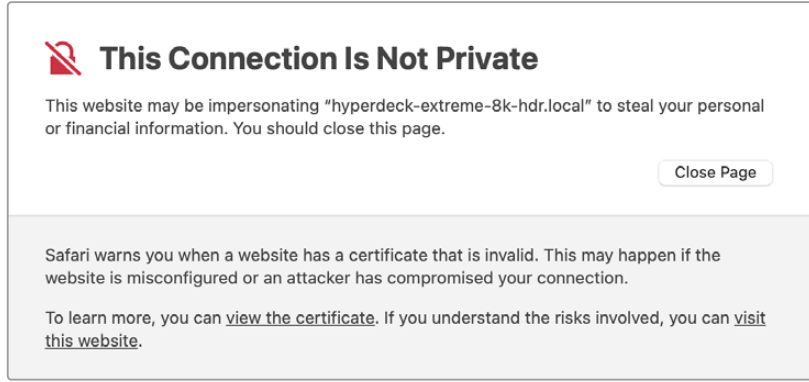 This Connection Is Not Private
This website may be impersonating “hyperdeck-extreme-8k-hdr.local” to steal your personal
or financial information. You should close this page.
Close Page
Safari warns you when a website has a certificate that is invalid. This may happen if the
website is misconfigured or an attacker has compromised your connection.
To learn more, you can view the certificate. If you understand the risks involved, you can visit
this website.